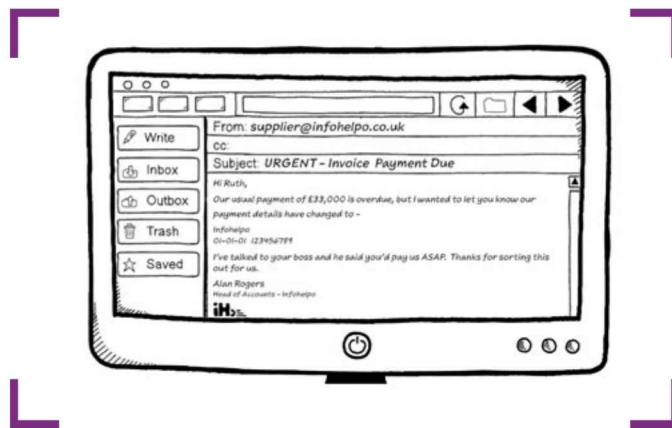 From: supplier@infohelpo.co.uk
Write
cc:
Subject: URGENT - Invoice Payment Due
Inbox
Hi Ruth,
Our usual payment of £33,000 is overdue, but I wanted to let you know our
Outbox
payment details have changed to -
Infohelpo
Trash
01-01-01 123456789
I've talked to your boss and he said you'd pay us ASAP. Thanks for sorting this
Saved
out for us.
Alan Rogers
Head of Accounts - Infohelpo
iH